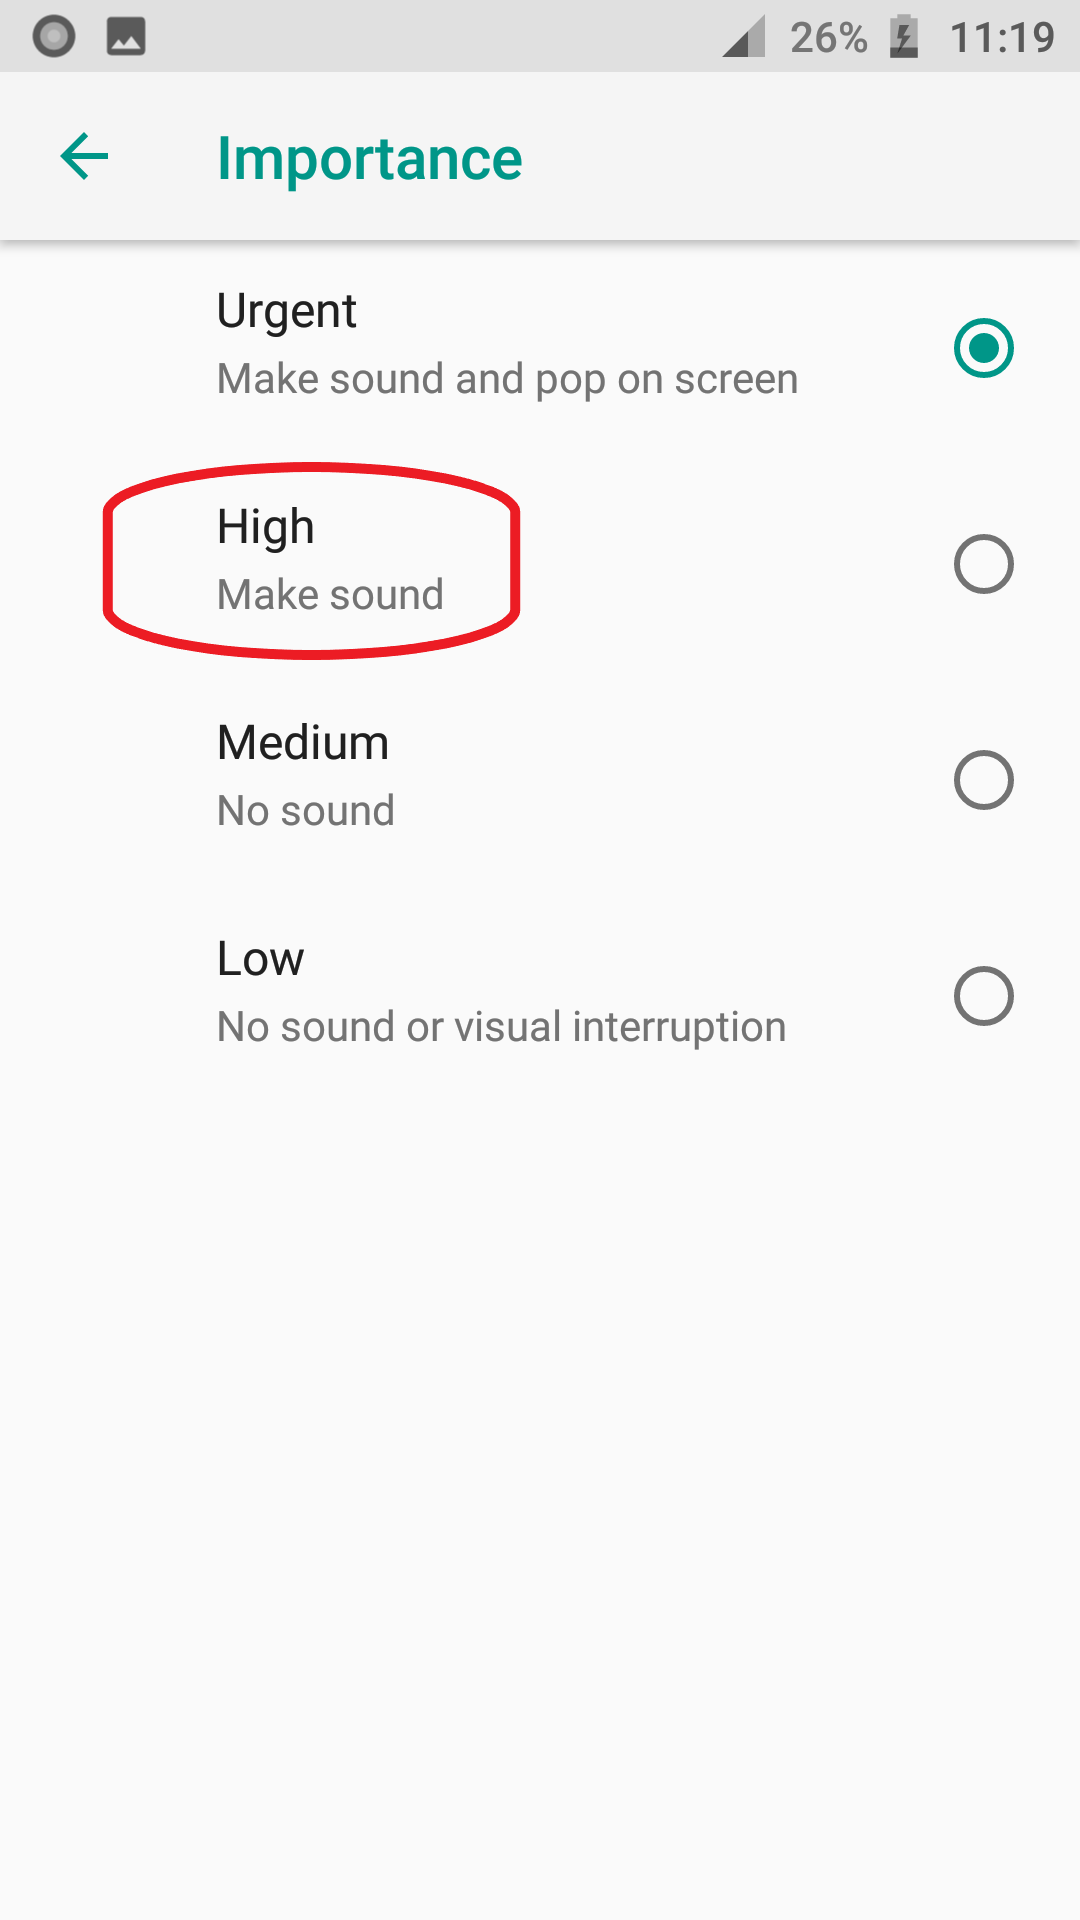 26% 11:19
Importance
Urgent
Make sound and pop on screen
High
Make sound
Medium
No sound
Low
No sound or visual interruption